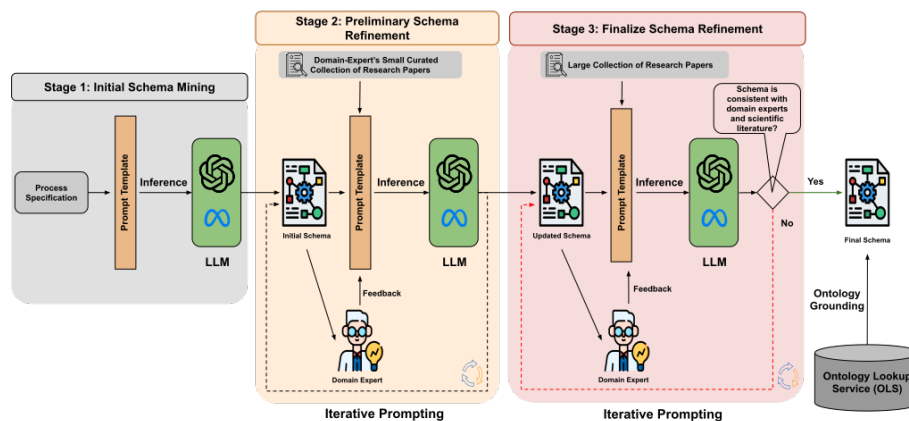 Stage 1: Initial Schema Mining
Process
Specification
Prompt Template
Inference
LLM
Stage 2: Preliminary Schema
Refinement
Domain-Expert's Small Curated
Collection of Research Papers
Initial Schema
Prompt Template
Inference
LLM
Feedback
Domain Expert
Iterative Prompting
Stage 3: Finalize Schema Refinement
Large Collection of Research Papers
Updated Schema
Prompt Template
Inference
LLM
Feedback
Domain Expert
Iterative Prompting
Schema is
consistent with
domain experts
and scientific
literature?
Yes
No
Final Schema
Ontology
Grounding
Ontology Lookup
Service (OLS)